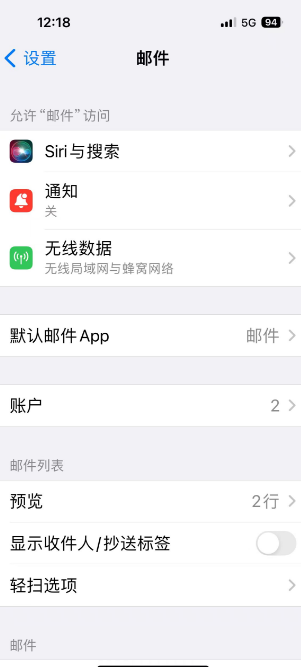 12:18
5G 94
设置
邮件
允许“邮件”访问
Siri与搜索
通知
关
无线数据
无线局域网与蜂窝网络
默认邮件App 邮件
账户 2
邮件列表
预览 2行
显示收件人/抄送标签
轻扫选项
邮件